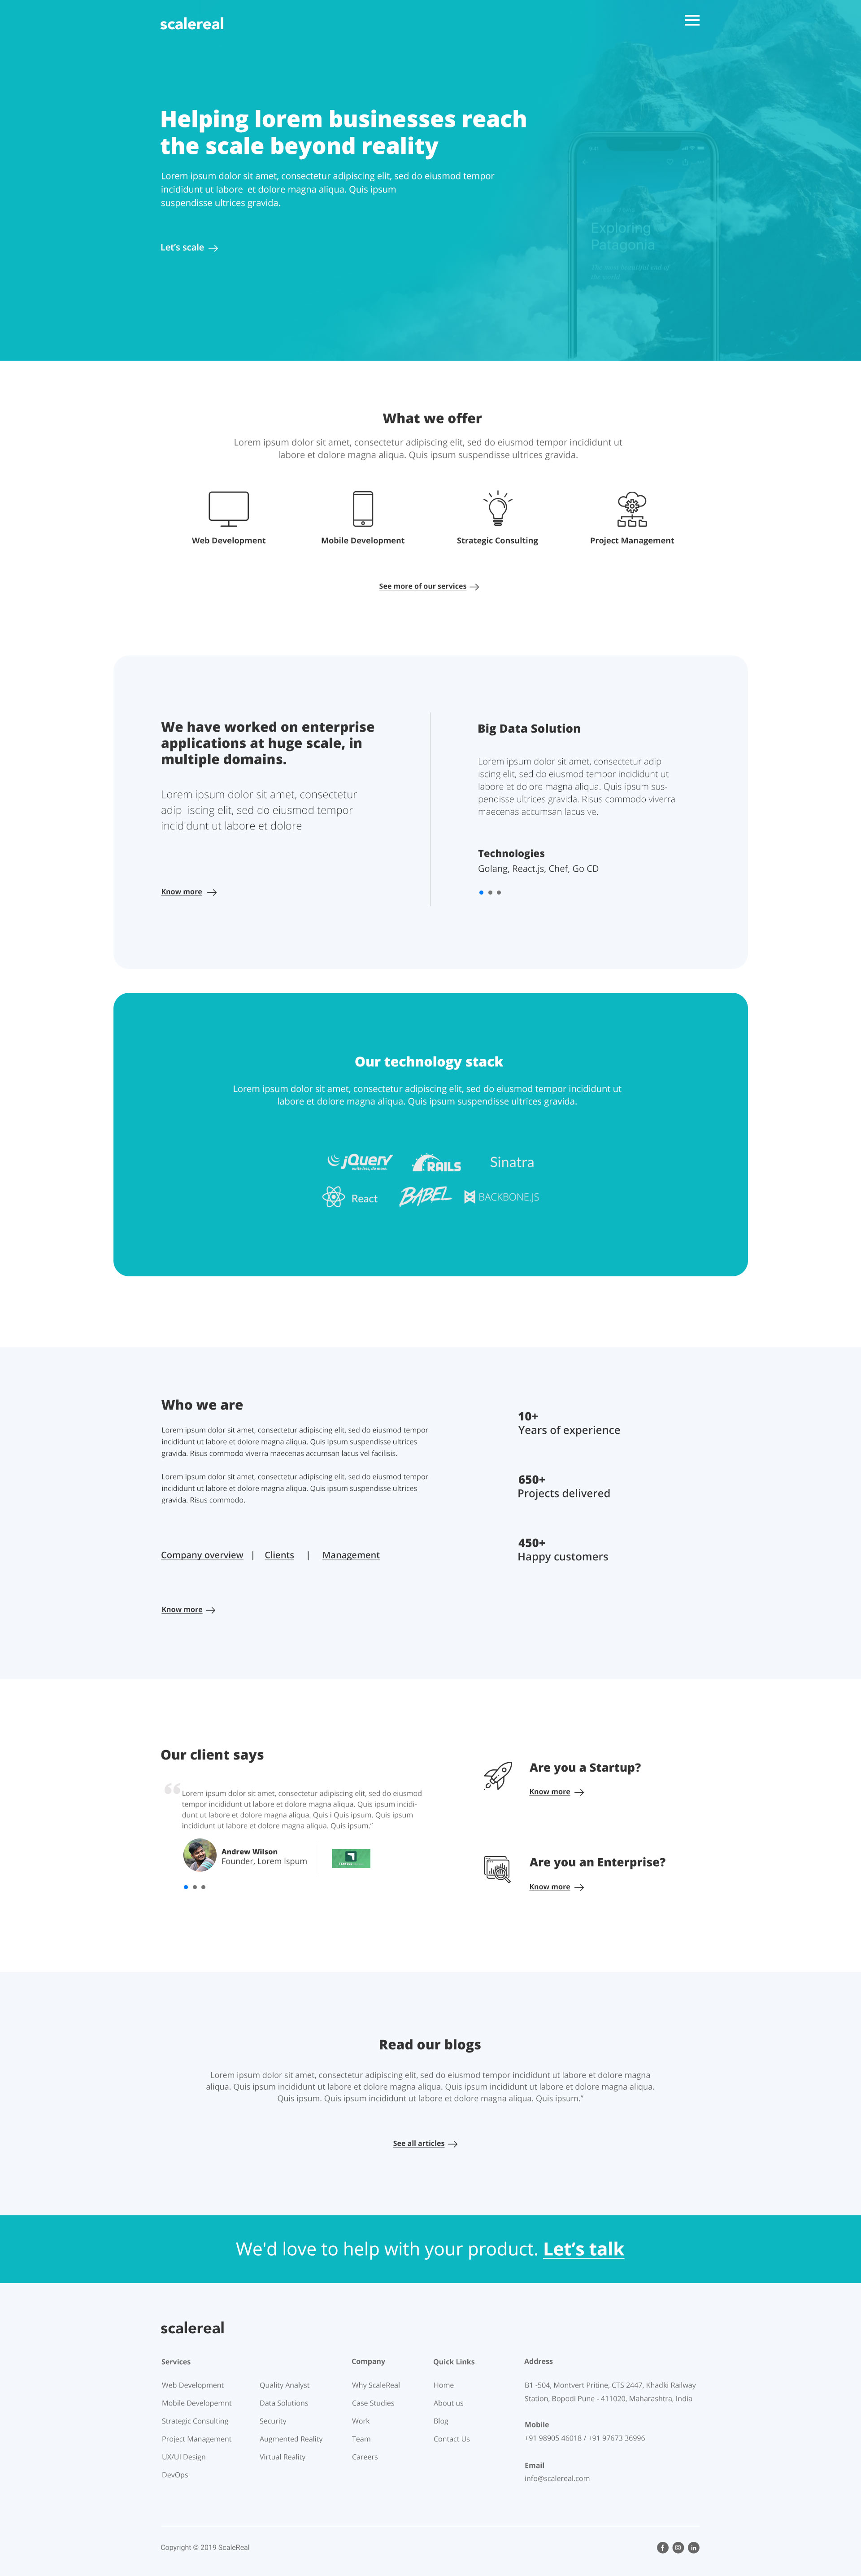 scalereal
Helping lorem businesses reach
the scale beyond reality
Lorem ipsum dolor sit amet, consectetur adipiscing elit, sed do eiusmod tempor
incididunt ut labore et dolore magna aliqua. Quis ipsum
suspendisse ultrices gravida.
Let's scale
Exploring
Patagonia
What we offer
Lorem ipsum dolor sit amet, consectetur adipiscing elit, sed do eiusmod tempor incididunt ut
labore et dolore magna aliqua. Quis ipsum suspendisse ultrices gravida.
Web Development
Mobile Development
Strategic Consulting
Project Management
See more of our services
We have worked on enterprise
applications at huge scale, in
multiple domains.
Lorem ipsum dolor sit amet, consectetur
adip iscing elit, sed do eiusmod tempor
incididunt ut labore et dolore
Know more
Big Data Solution
Lorem ipsum dolor sit amet, consectetur adip
iscing elit, sed do eiusmod tempor incididunt ut
labore et dolore magna aliqua. Quis ipsum sus-
pendisse ultrices gravida. Risus commodo viverra
maecenas accumsan lacus ve.
Technologies
Golang, React.js, Chef, Go CD
Our technology stack
Lorem ipsum dolor sit amet, consectetur adipiscing elit, sed do eiusmod tempor incididunt ut
labore et dolore magna aliqua. Quis ipsum suspendisse ultrices gravida.
jQuery
write less, do more.
RAILS
Sinatra
React
BABEL
BACKBONE.JS
Who we are
Lorem ipsum dolor sit amet, consectetur adipiscing elit, sed do eiusmod tempor
incididunt ut labore et dolore magna aliqua. Quis ipsum suspendisse ultrices
gravida. Risus commodo viverra maecenas accumsan lacus vel facilisis.
Lorem ipsum dolor sit amet, consectetur adipiscing elit, sed do eiusmod tempor
incididunt ut labore et dolore magna aliqua. Quis ipsum suspendisse ultrices
gravida. Risus commodo.
Company overview | Clients | Management
Know more
10+
Years of experience
650+
Projects delivered
450+
Happy customers
Our client says
“
Lorem ipsum dolor sit amet, consectetur adipiscing elit, sed do eiusmod
tempor incididunt ut labore et dolore magna aliqua. Quis ipsum incidi-
dunt ut labore et dolore magna aliqua. Quis i Quis ipsum. Quis ipsum
incididunt ut labore et dolore magna aliqua. Quis ipsum."
Andrew Wilson
Founder, Lorem Ispum
Are you a Startup?
Know more
Are you an Enterprise?
Know more
Read our blogs
Lorem ipsum dolor sit amet, consectetur adipiscing elit, sed do eiusmod tempor incididunt ut labore et dolore magna
aliqua. Quis ipsum incididunt ut labore et dolore magna aliqua. Quis ipsum incididunt ut labore et dolore magna aliqua.
Quis ipsum. Quis ipsum incididunt ut labore et dolore magna aliqua. Quis ipsum."
See all articles
We'd love to help with your product. Let's talk
scalereal
Services
Web Development
Mobile Developemnt
Strategic Consulting
Project Management
UX/UI Design
DevOps
Quality Analyst
Data Solutions
Security
Augmented Reality
Virtual Reality
Company
Why ScaleReal
Case Studies
Work
Team
Careers
Quick Links
Home
About us
Blog
Contact Us
Address
B1 -504, Montvert Pritine, CTS 2447, Khadki Railway
Station, Bopodi Pune - 411020, Maharashtra, India
Mobile
+91 98905 46018 / +91 97673 36996
Email
info@scalereal.com
Copyright © 2019 ScaleReal